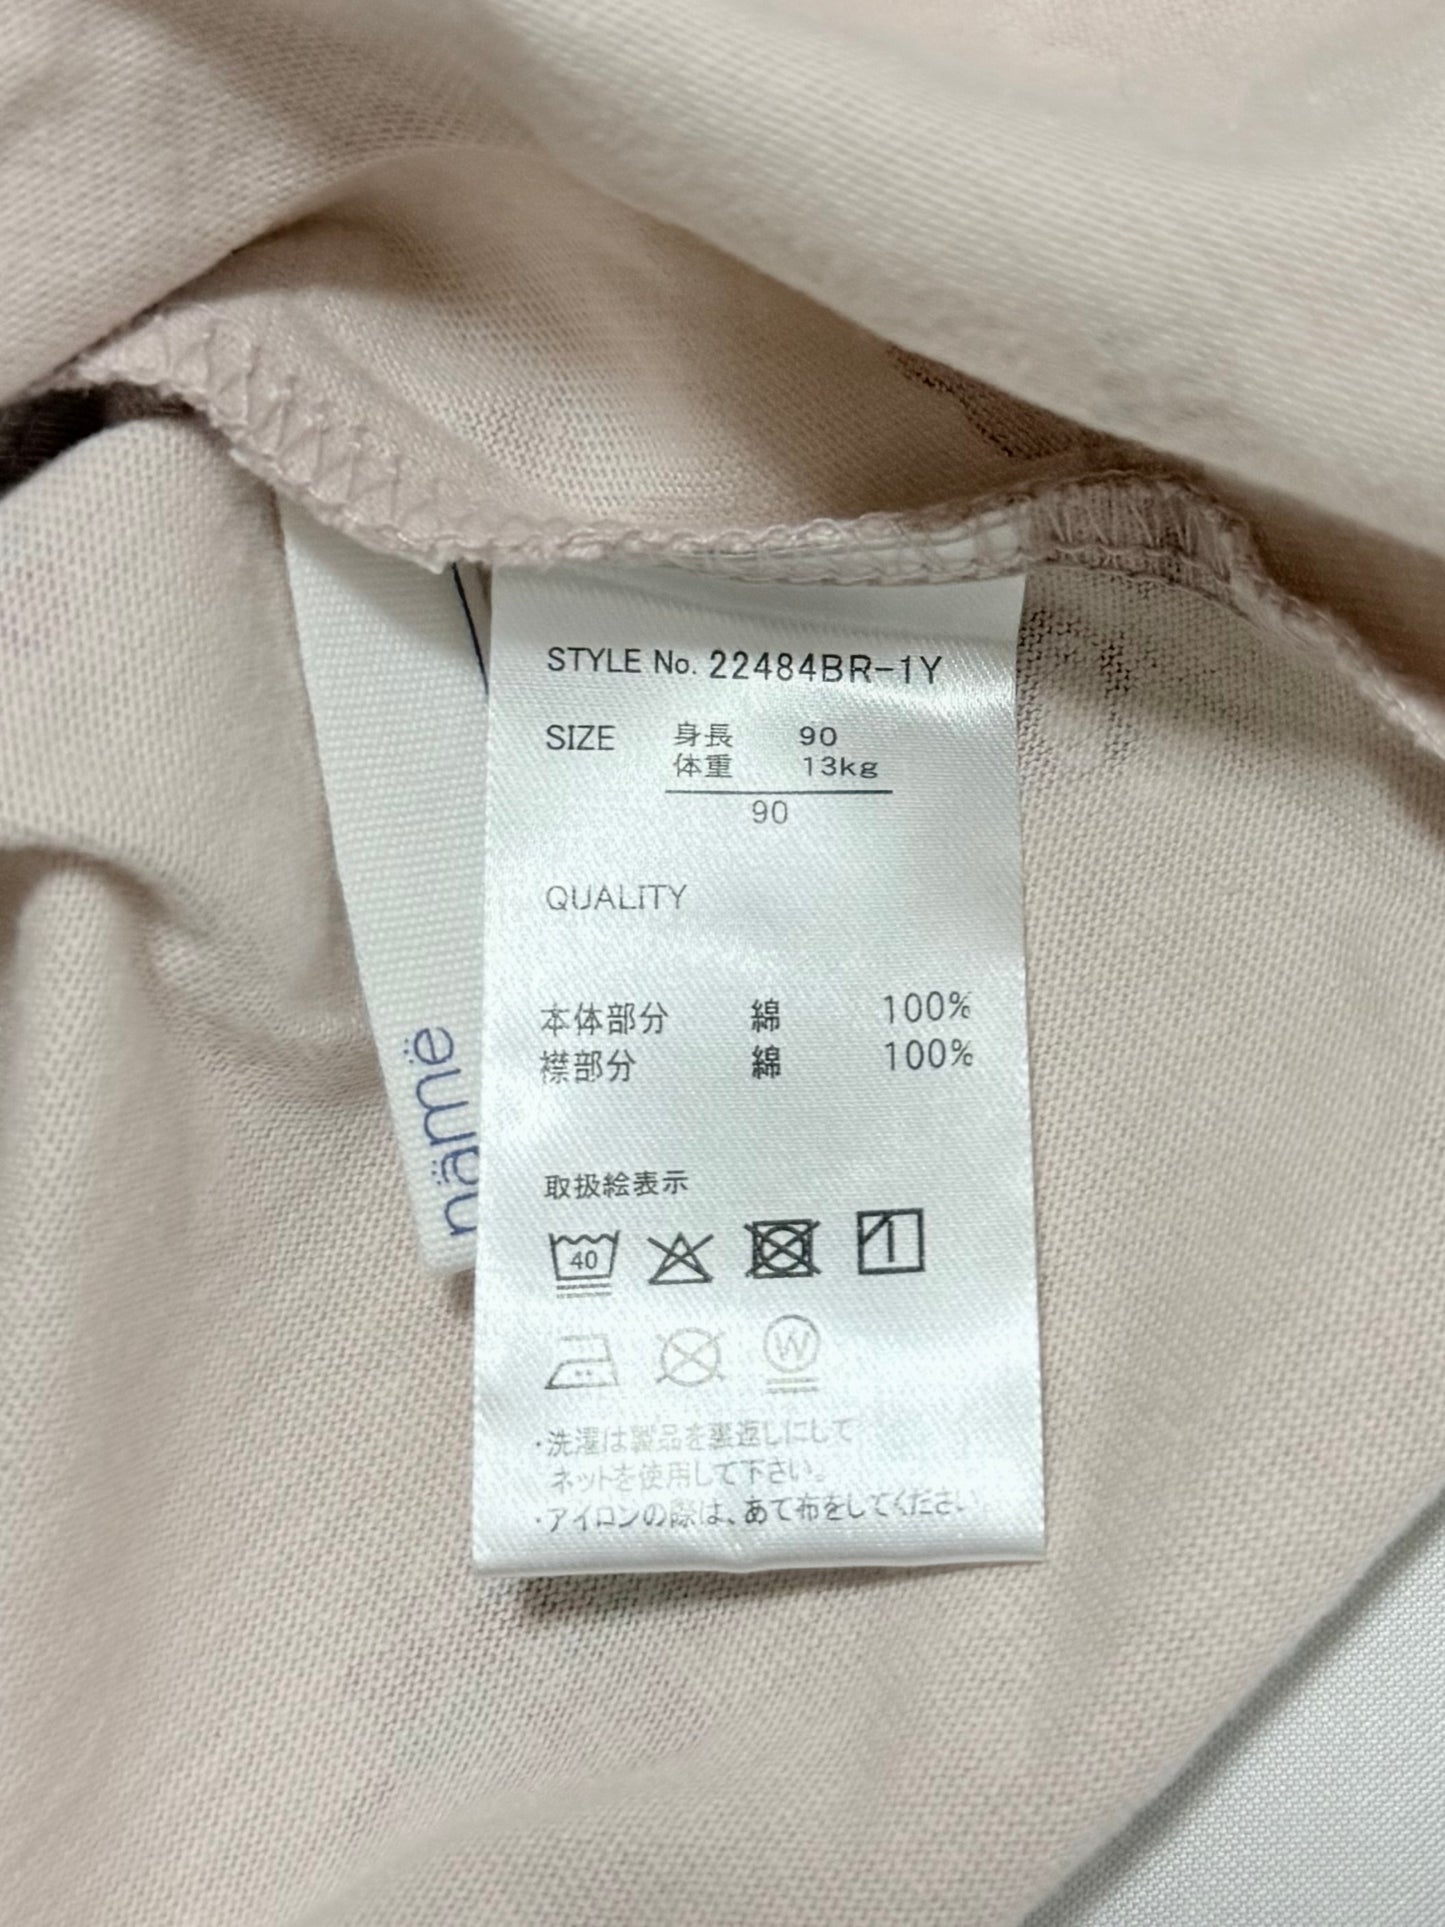 STYLE No. 22484BR-1Y
SIZE 身長 90
体重 13kg
90
QUALITY
本体部分 綿 100%
襟部分 綿 100%
取扱絵表示
40
W
・洗濯は製品を裏返しにして
ネットを使用して下さい。
・アイロンの際は、あて布をしてください
nämë